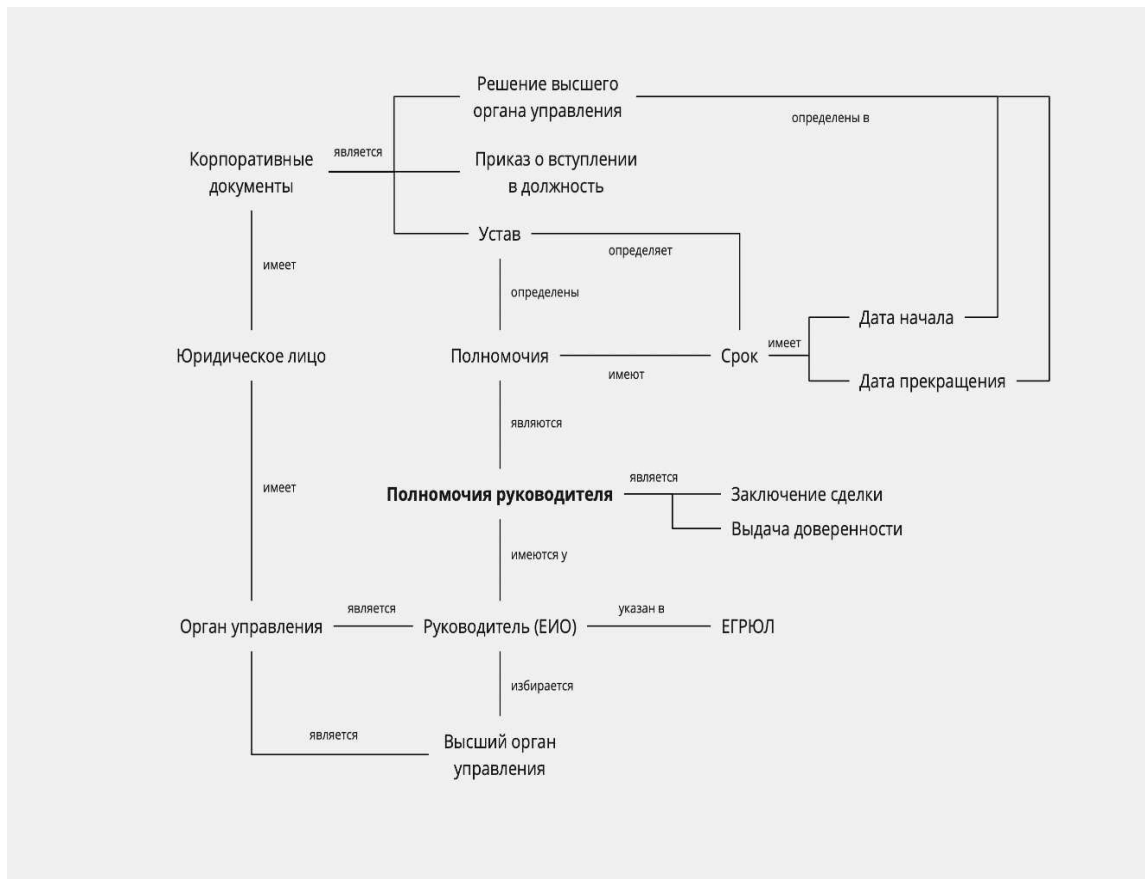 Решение высшего
органа управления
определены в
является
Корпоративные
документы
Приказ о вступлении
в должность
Устав
определяет
имеет
определены
Дата начала
Юридическое лицо
Полномочия
имеют
Срок
имеет
Дата прекращения
являются
имеет
Полномочия руководителя
является
Заключение сделки
Выдача доверенности
имеются у
Орган управления
является
Руководитель (ЕИО)
указан в
ЕГРЮЛ
избирается
является
Высший орган
управления